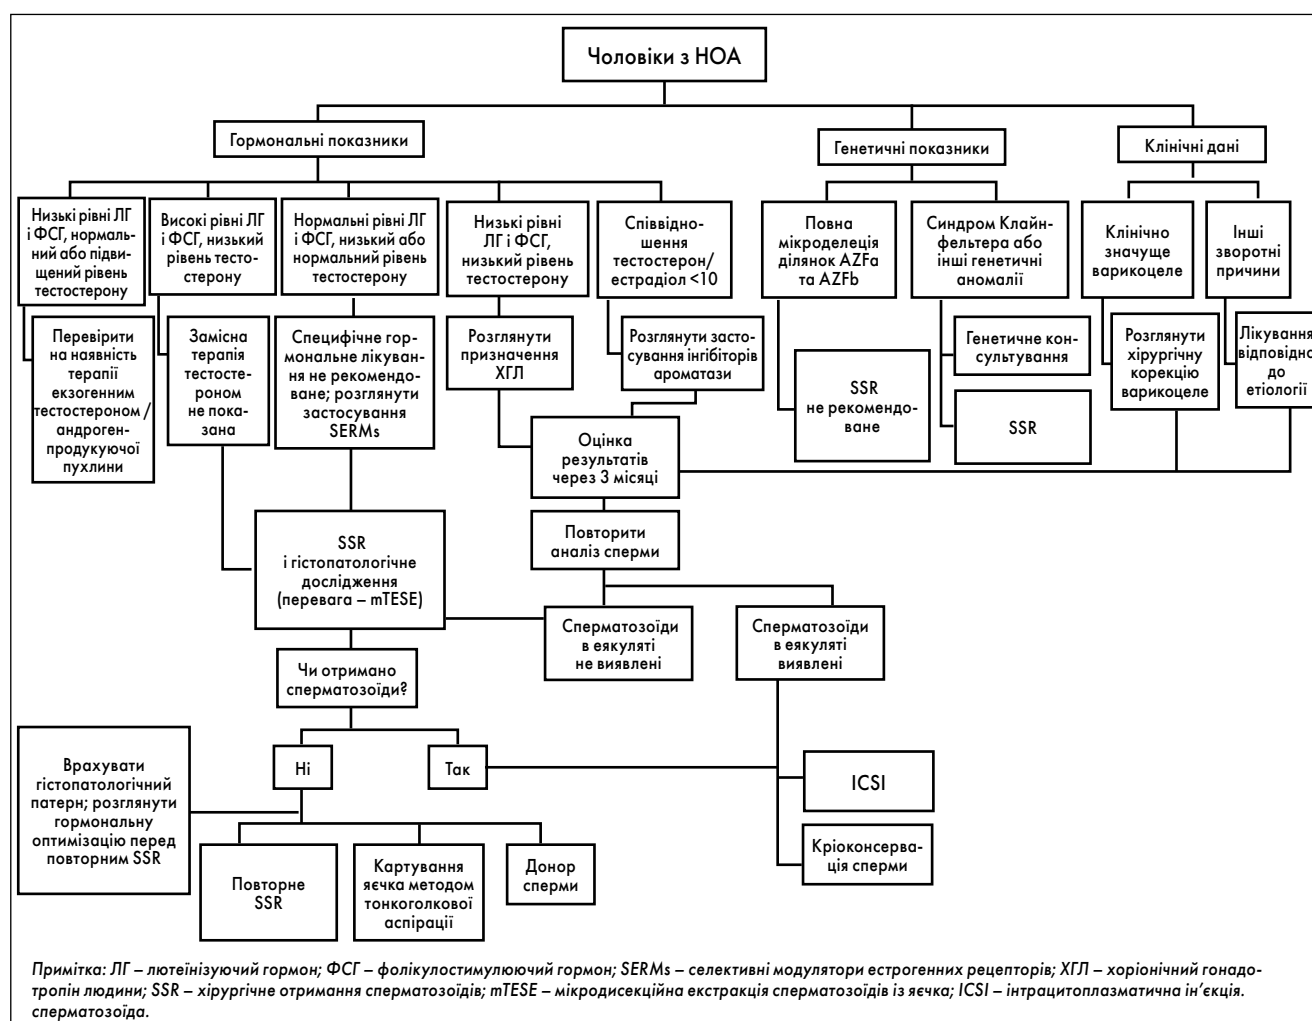 Чоловіки з НОА
Гормональні показники
Генетичні показники
Клінічні дані
Низькі рівні ЛГ
і ФСГ, нормаль-
ний або підви-
щений рівень
тестостерону
Високі рівні ЛГ
і ФСГ, низький
рівень тесто-
стерону
Нормальні рівні ЛГ
і ФСГ, низький або
нормальний рівень
тестостерону
Низькі рівні
ЛГ і ФСГ,
низький рівень
тестостерону
Співвідно-
шення
тестостерон/
естрадіол <10
Повна
мікроделеція
ділянок AZFa
та AZFb
Синдром Клайн-
фельтера або
інші генетичні
аномалії
Клінічно
значуще
варикоцеле
Інші
зворотні
причини
Перевірити
на наявність
терапії
екзогенним
тестостероном /
андроген-
продукуючої
пухлини
Замісна
терапія
тестосте-
роном
не пока-
зана
Специфічне гор-
мональне лікуван-
ня не рекомендо-
ване; розглянути
застосування
SERMs
Розглянути
призначення
ХГЛ
Розглянути засто-
сування інгібіторів
ароматази
SSR
не рекомендо-
ване
Генетичне кон-
сультування
SSR
Розглянути
хірургічну
корекцію
варикоцеле
Лікування
відповідно
до
етіології
Оцінка
результатів
через 3 місяці
SSR
і гістопатологічне
дослідження
(перевага – mTESE)
Повторити
аналіз сперми
Сперматозоїди
в еякуляті
не виявлені
Сперматозоїди
в еякуляті
виявлені
Чи отримано
сперматозоїди?
Врахувати
гістопатологічний
патерн; розглянути
гормональну
оптимізацію перед
повторним SSR
Ні
Так
ICSI
Кріоконсерва-
ція сперми
Повторне
SSR
Картування
яєчка методом
тонкоголкової
аспірації
Донор
сперми
Примітка: ЛГ – лютеїнізуючий гормон; ФСГ – фолікулостимулюючий гормон; SERMs – селективні модулятори естрогенних рецепторів; ХГЛ – хоріонічний гонадо-
тропін людини; SSR – хірургічне отримання сперматозоїдів; mTESE – мікродисекційна екстракція сперматозоїдів із яєчка; ICSI – інтрацитоплазматична ін’єкція.
сперматозоїда.